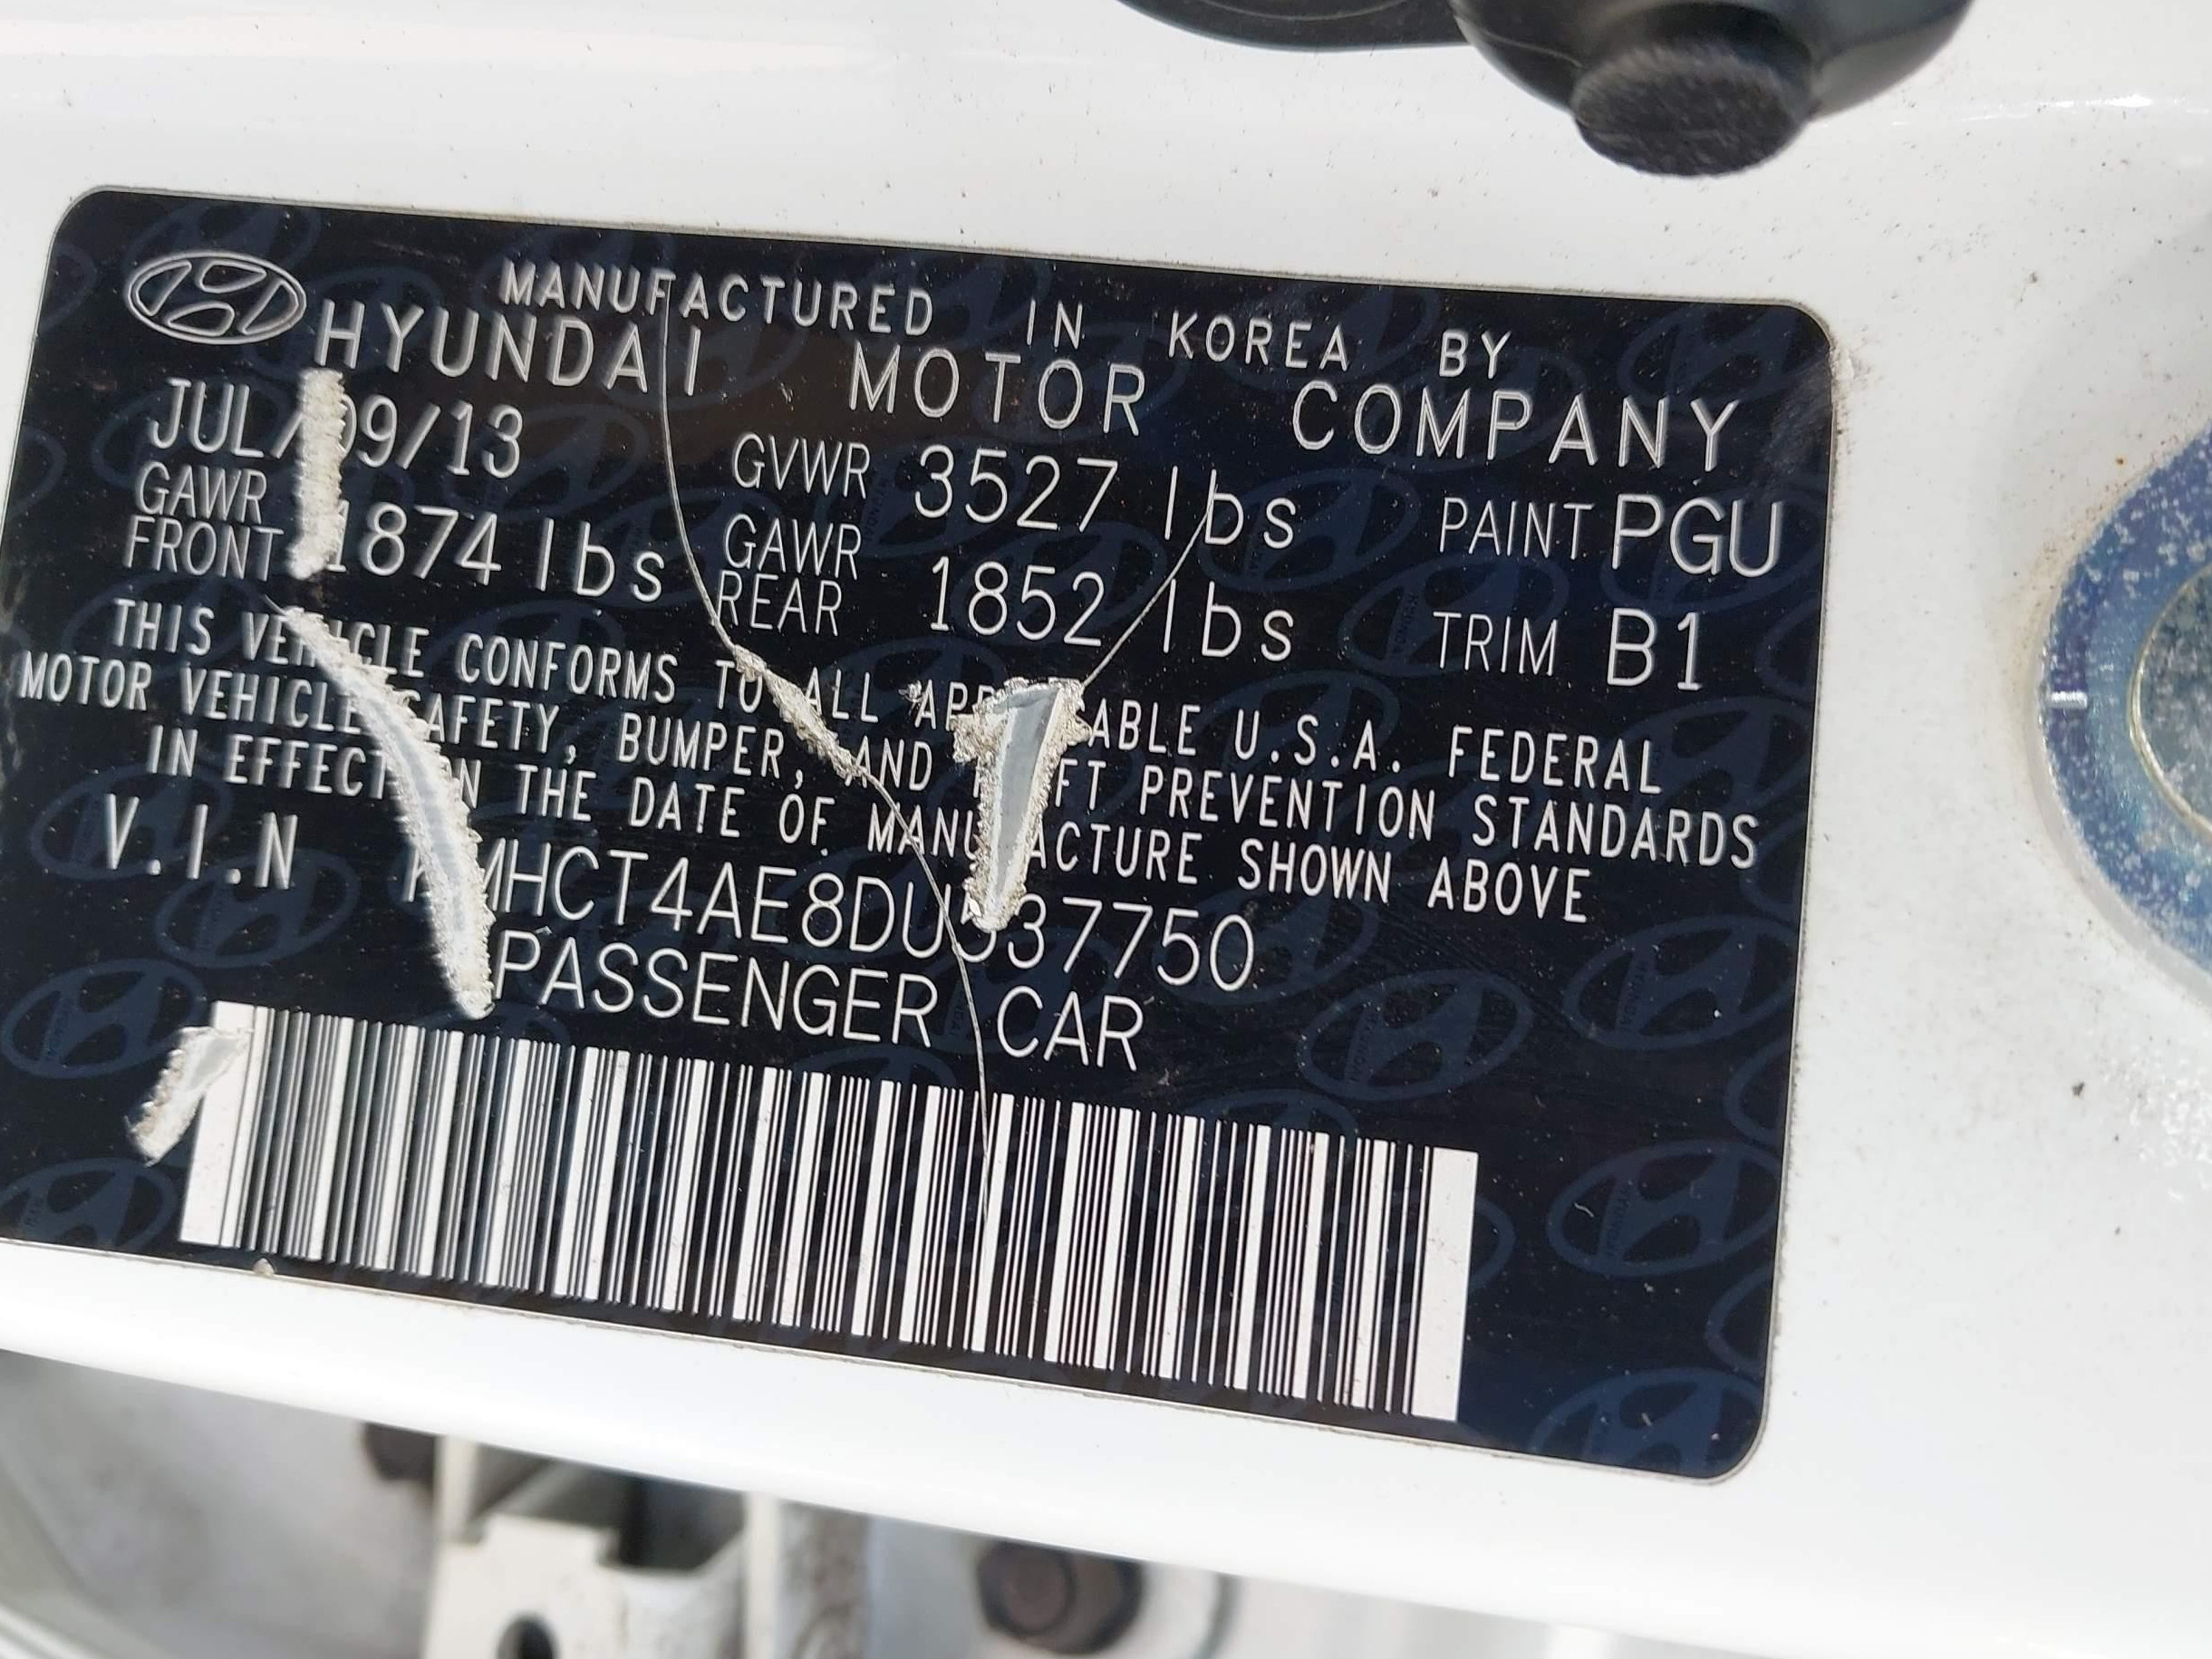 MANUFACTURED IN KOREA BY
HYUNDAI MOTOR COMPANY
JUL/09/13 GVWR 3527 lbs PAINT PGU
GAWR FRONT 1874 lbs GAWR REAR 1852 lbs TRIM B1
THIS VEHICLE CONFORMS TO ALL APPLICABLE U.S.A. FEDERAL
MOTOR VEHICLE SAFETY, BUMPER, AND THEFT PREVENTION STANDARDS
IN EFFECT ON THE DATE OF MANUFACTURE SHOWN ABOVE
V.I.N KMHCT4AE8DU537750
PASSENGER CAR